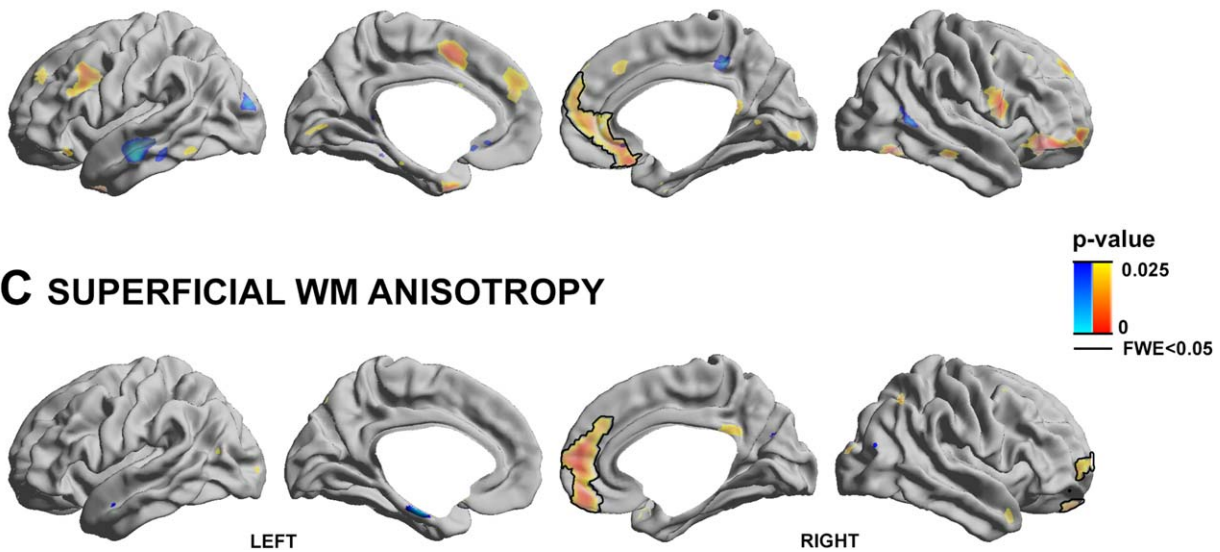 p-value
0.025
0
FWE<0.05
C SUPERFICIAL WM ANISOTROPY
LEFT
RIGHT